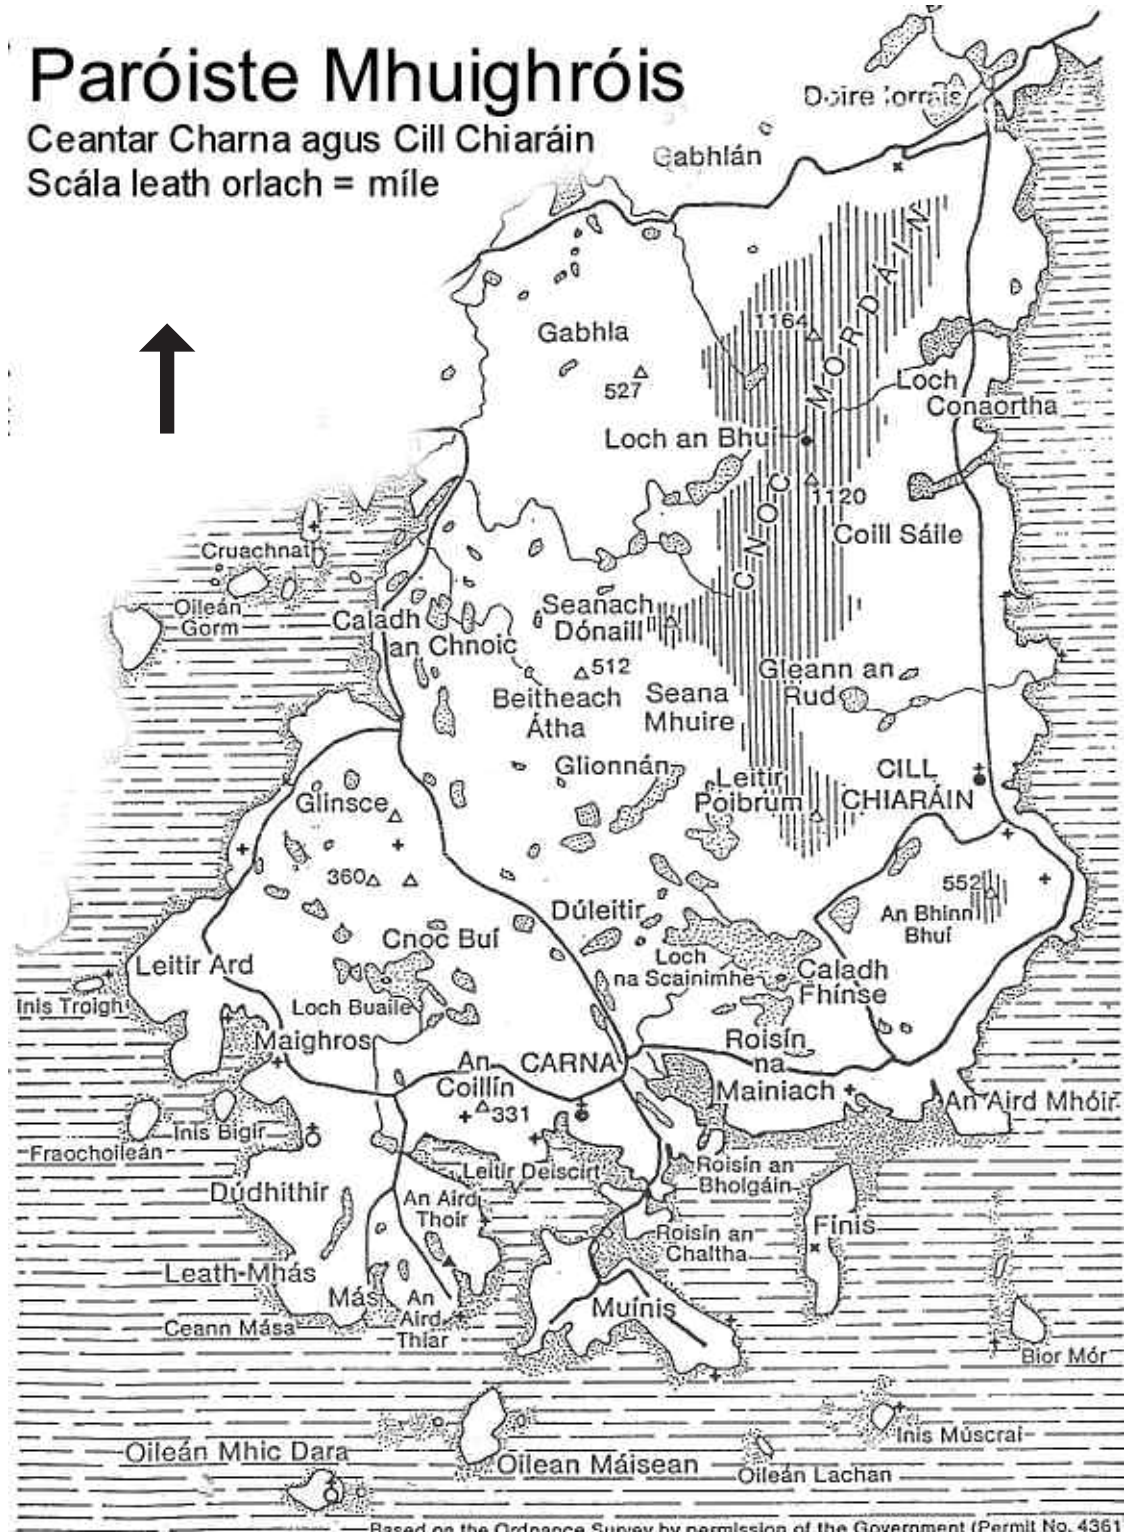 Paróiste Mhuighróis
Ceantar Charna agus Cill Chiaráin
Scála leath orlach = míle
Doire Iorrais
Gabhlán
CNOC MORDÁIN
1164
Gabhla
527
Loch
Conaortha
Loch an Bhuí
1120
Coill Sáile
Cruachnat
Oileán
Gorm
Caladh
an Chnoic
Seanach
Dónaill
512
Beitheach
Átha
Seana
Mhuire
Gleann an
Rud
Glionnán
Leitir
Poibrum
CILL
CHIARÁIN
Glinsce
360
552
An Bhinn
Bhuí
Dúleitir
Cnoc Buí
Loch
na Scainimhe
Caladh
Fhínse
Leitir Ard
Inis Troigh
Loch Buaile
Maighros
Roisín
na
Mainiach
An
Coillín
CARNA
331
An Aird Mhóir
Inis Bigir
Fraochoileán
Leitir Deiscirt
Roisín an
Bholgáin
Dúdhithir
An Aird
Thoir
Finis
Roisín an
Chaltha
Leath-Mhás
Más
An
Aird
Thiar
Muínis
Ceann Mása
Bior Mór
Inis Múscraí
Oileán Mhic Dara
Oilean Máisean
Oileán Lachan
Based on the Ordnance Survey by permission of the Government (Permit No. 4361